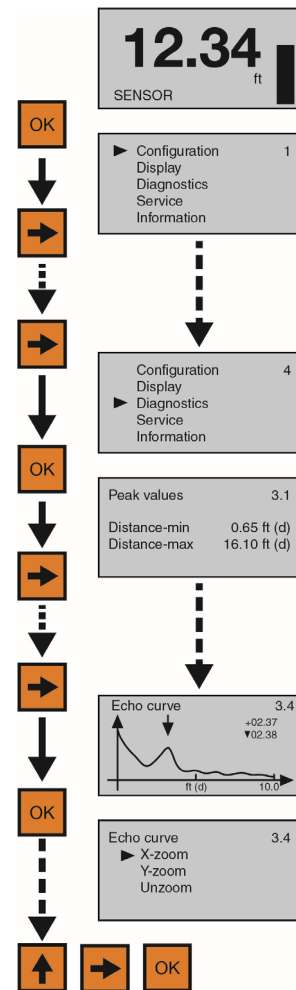 12.34
ft
SENSOR
OK
Configuration 1
Display
Diagnostics
Service
Information
Configuration 4
Display
Diagnostics
Service
Information
OK
Peak values 3.1
Distance-min 0.65 ft (d)
Distance-max 16.10 ft (d)
Echo curve 3.4
+02.37
▼02.38
ft (d) 10.0
OK
Echo curve 3.4
X-zoom
Y-zoom
Unzoom
OK